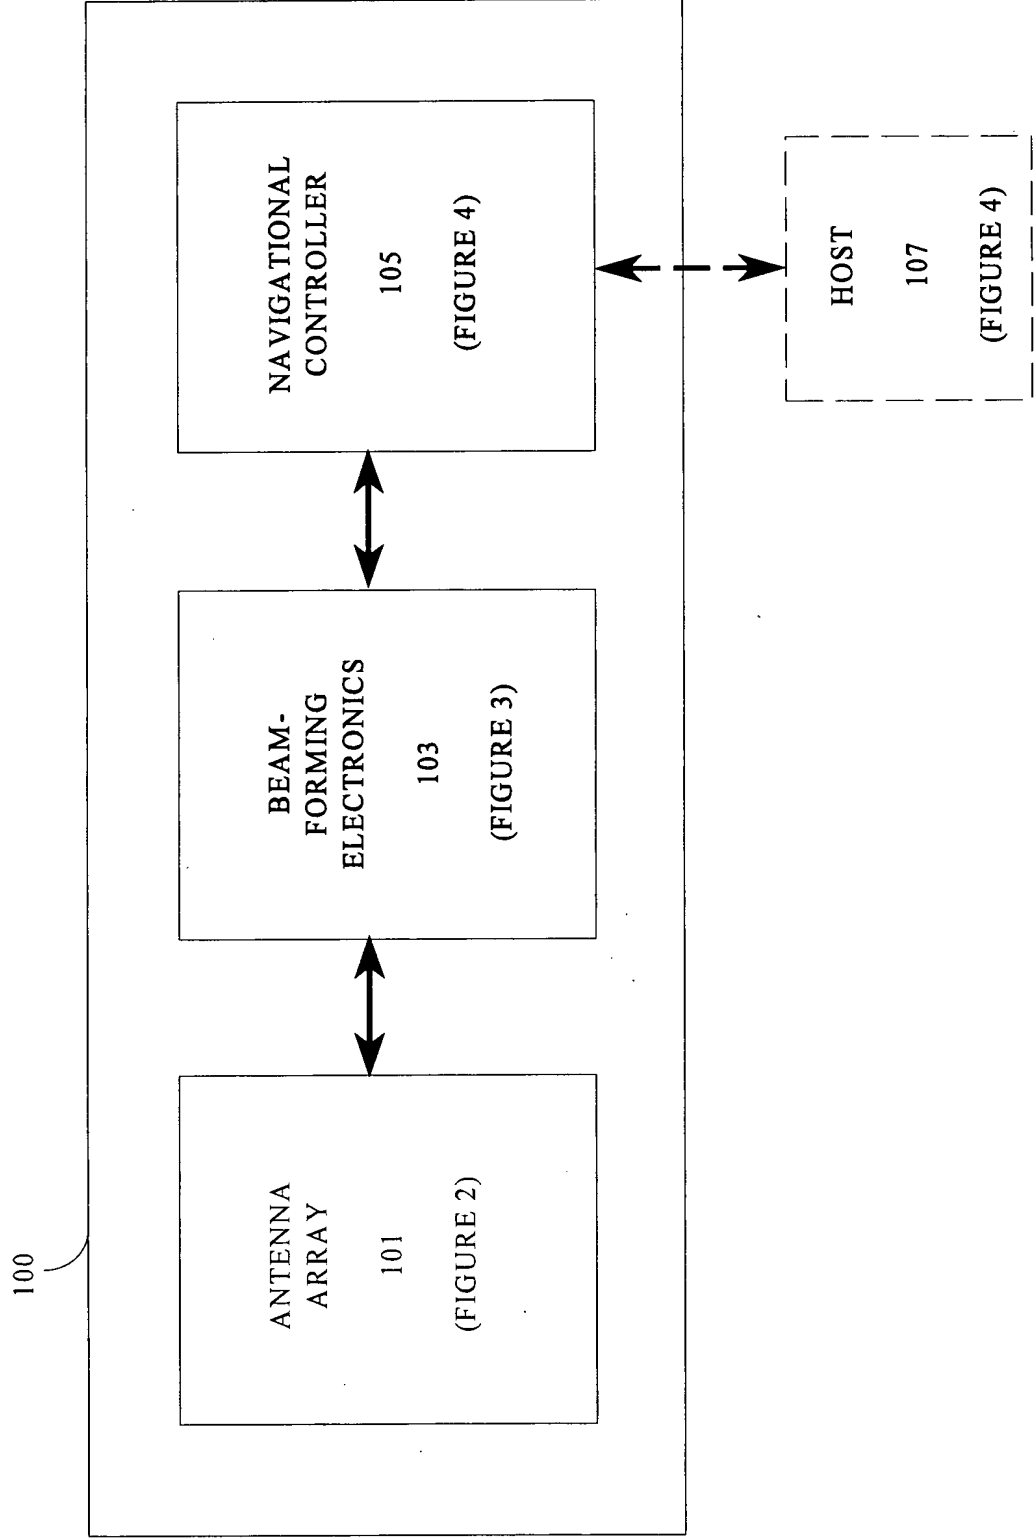 100
ANTENNA
ARRAY
101
(FIGURE 2)
BEAM-
FORMING
ELECTRONICS
103
(FIGURE 3)
NAVIGATIONAL
CONTROLLER
105
(FIGURE 4)
HOST
107
(FIGURE 4)